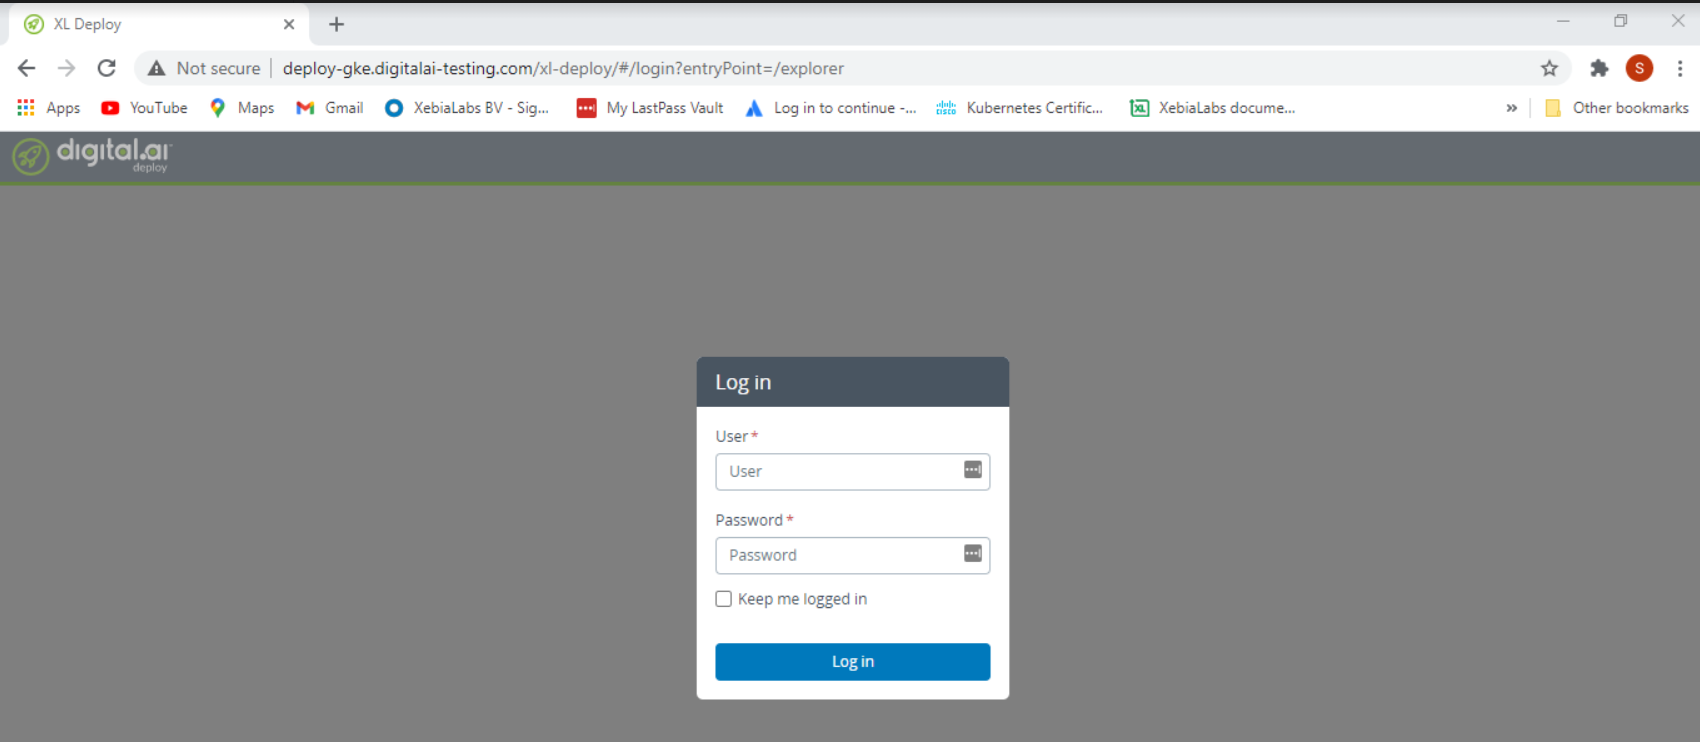 XL Deploy
Not secure | deploy-gke.digitalai-testing.com/xl-deploy/#/login?entryPoint=/explorer
S
Apps YouTube Maps Gmail XebiaLabs BV - Sig... My LastPass Vault Log in to continue -... CISCO Kubernetes Certific... XL XebiaLabs docume... » Other bookmarks
digital.ai
deploy
Log in
User *
User
Password *
Password
Keep me logged in
Log in